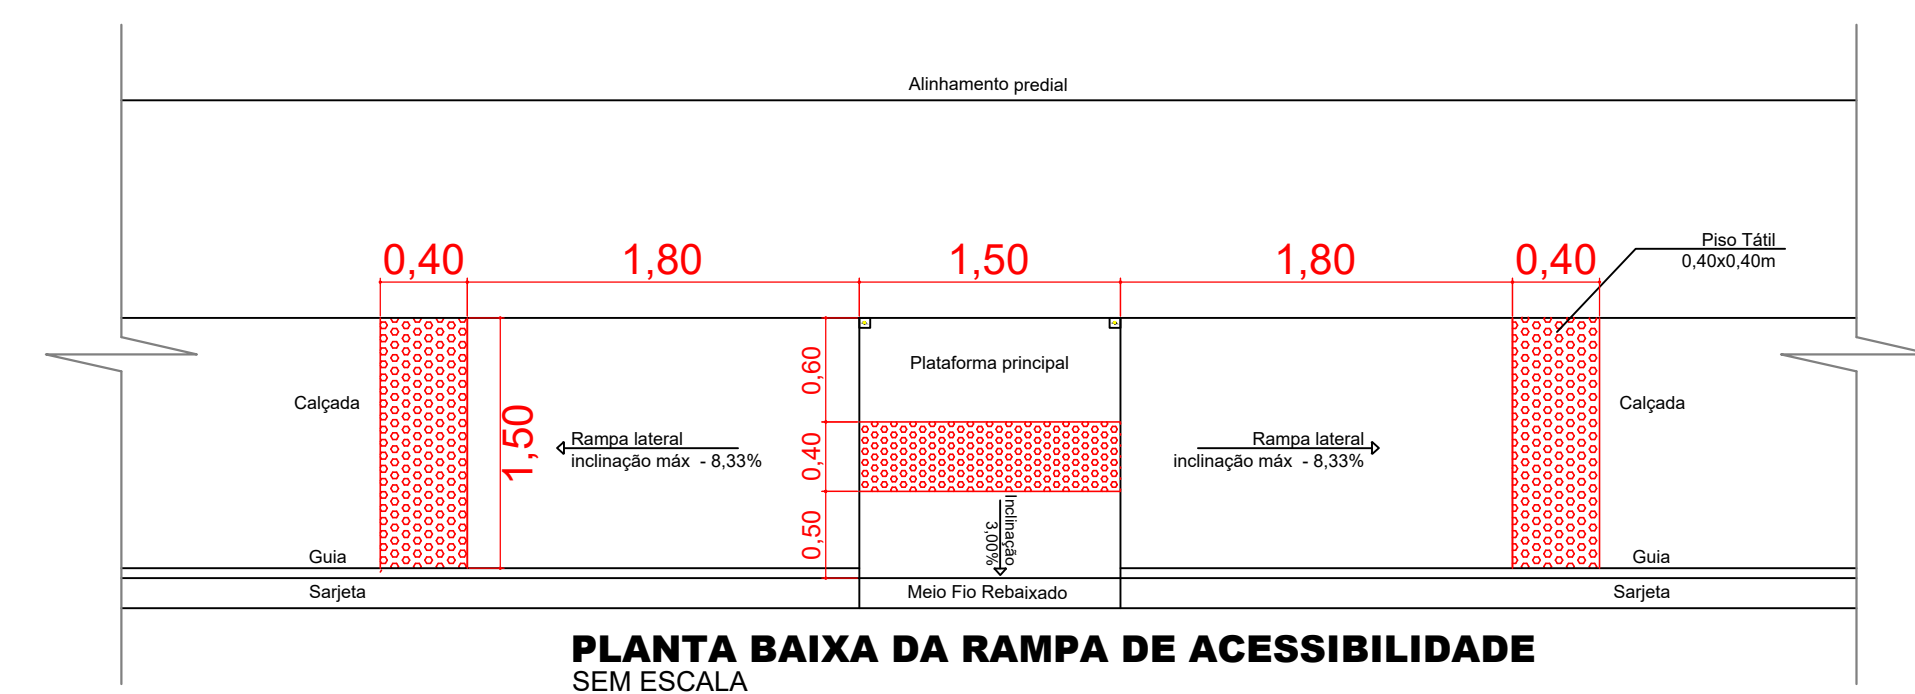 Alinhamento predial
0,40
1,80
1,50
1,80
0,40
Piso Tátil
0,40x0,40m
0,60
Plataforma principal
Calçada
1,50
Rampa lateral
inclinação máx - 8,33%
0,40
Rampa lateral
inclinação máx - 8,33%
Calçada
0,50
Inclinação
3,00%
Guia
Guia
Sarjeta
Meio Fio Rebaixado
Sarjeta
PLANTA BAIXA DA RAMPA DE ACESSIBILIDADE
SEM ESCALA